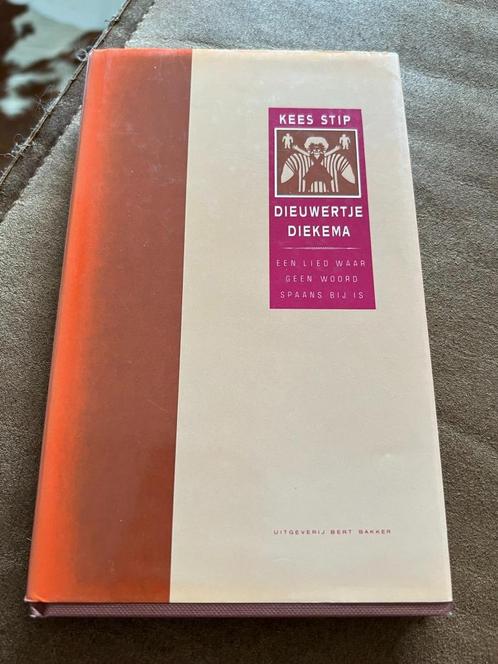 KEES STIP
DIEUWERTJE
DIEKEMA
EEN LIED WAAR
GEEN WOORD
SPAANS BIJ IS
UITGEVERIJ BERT BAKKER